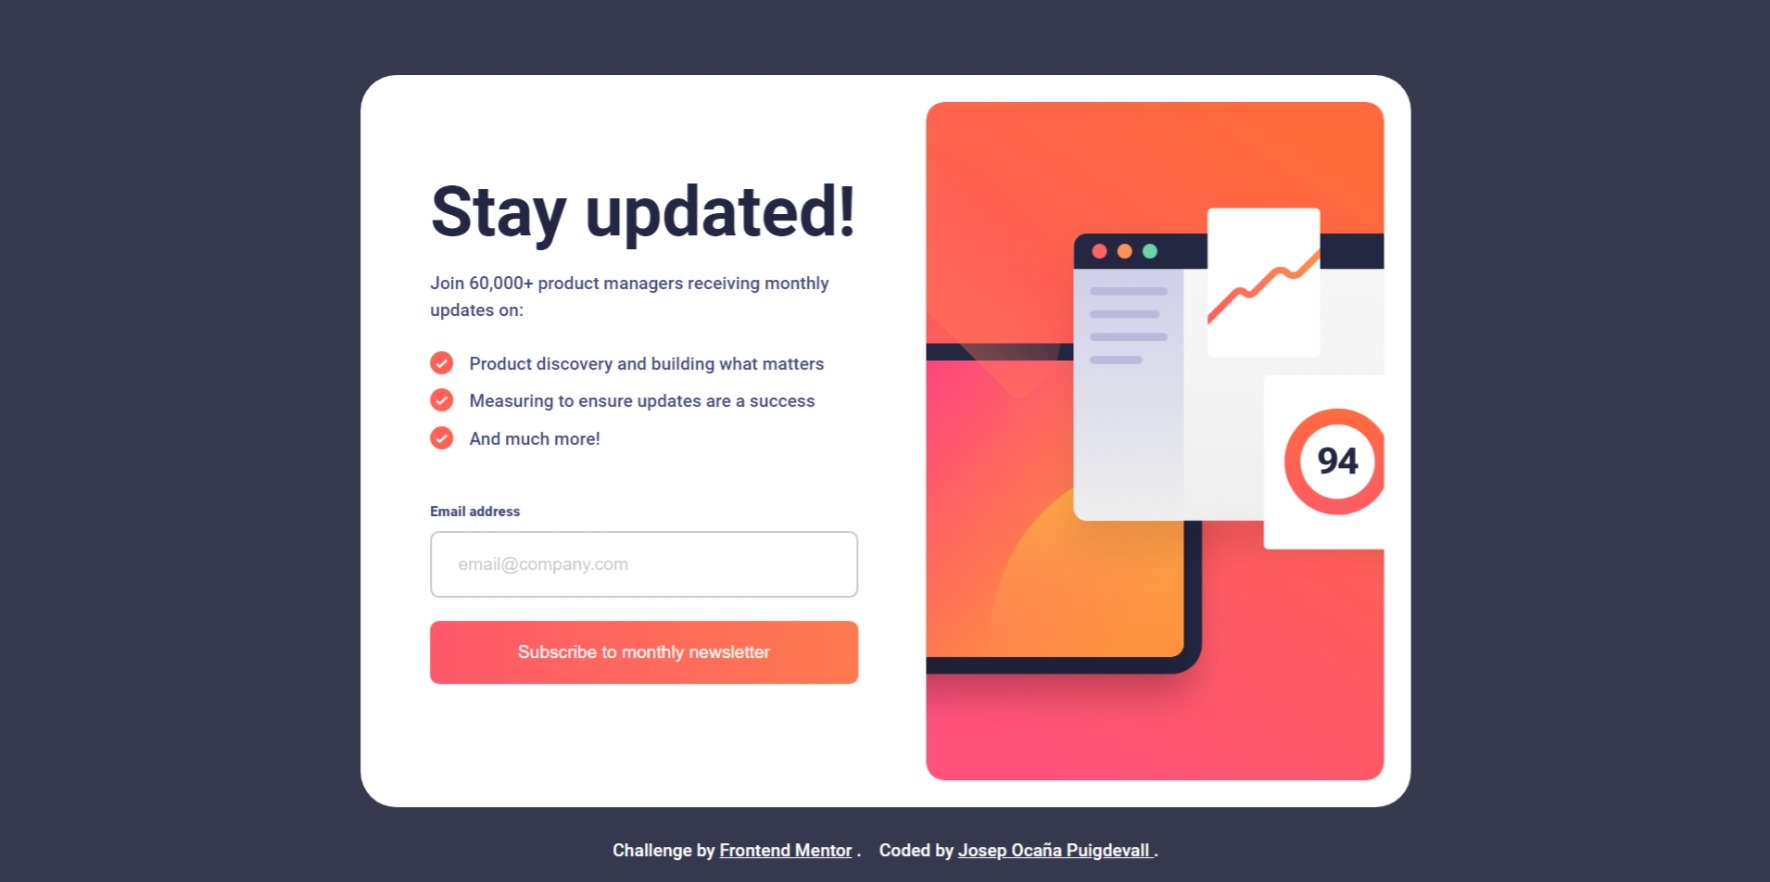 Stay updated!
Join 60,000+ product managers receiving monthly
updates on:
Product discovery and building what matters
Measuring to ensure updates are a success
And much more!
Email address
email@company.com
Subscribe to monthly newsletter
94
Challenge by Frontend Mentor . Coded by Josep Ocaña Puigdevall .